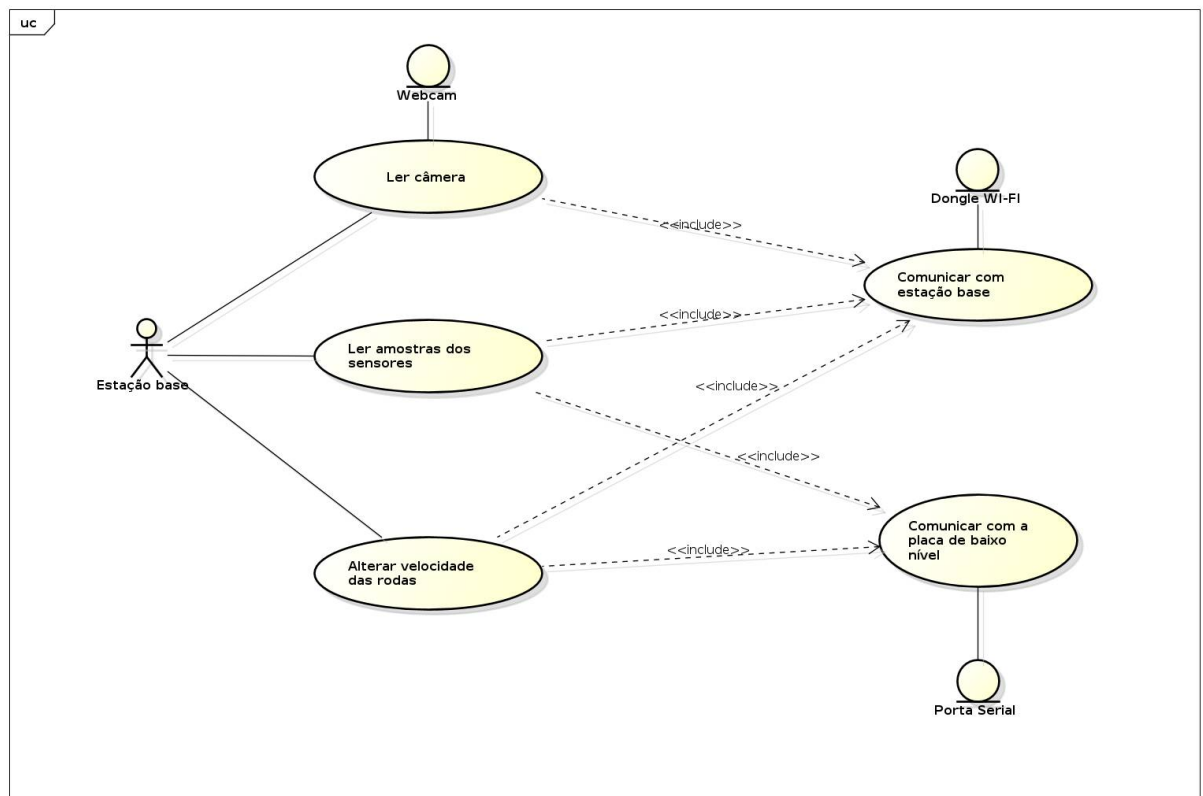 uc
Webcam
Ler câmera
Dongle WI-FI
<<include>>
Comunicar com
estação base
<<include>>
Ler amostras dos
sensores
Estação base
<<include>>
<<include>>
Comunicar com a
placa de baixo
nível
<<include>>
Alterar velocidade
das rodas
Porta Serial